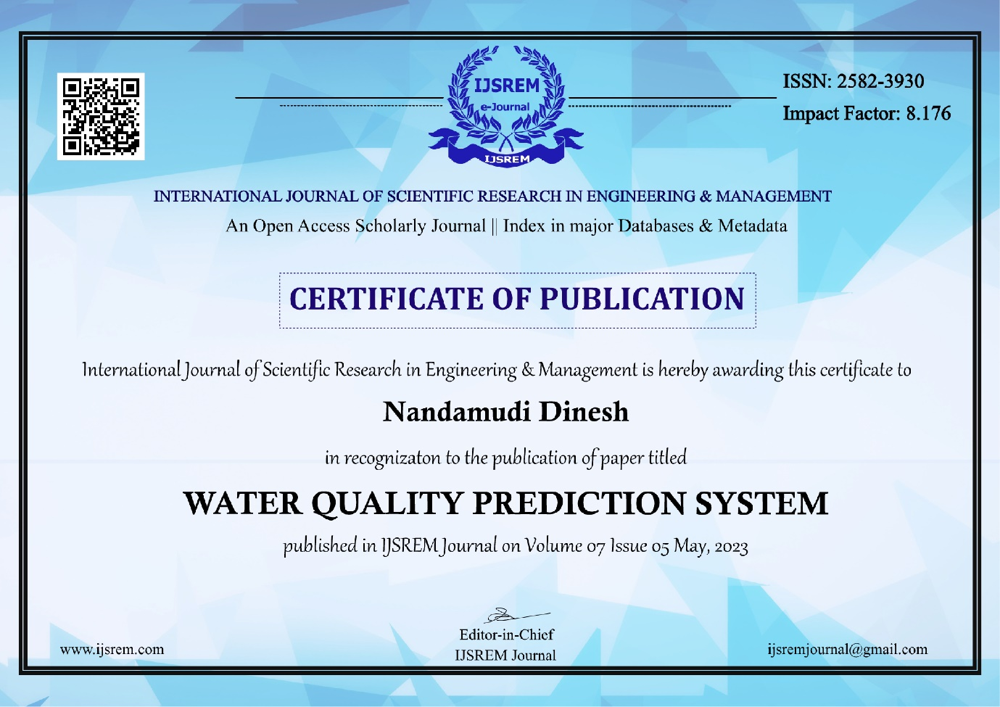 IJSREM
e-Journal
IJSREM
ISSN: 2582-3930
Impact Factor: 8.176
INTERNATIONAL JOURNAL OF SCIENTIFIC RESEARCH IN ENGINEERING & MANAGEMENT
An Open Access Scholarly Journal || Index in major Databases & Metadata
CERTIFICATE OF PUBLICATION
International Journal of Scientific Research in Engineering & Management is hereby awarding this certificate to
Nandamudi Dinesh
in recognizaton to the publication of paper titled
WATER QUALITY PREDICTION SYSTEM
published in IJSREM Journal on Volume 07 Issue 05 May, 2023
Editor-in-Chief
IJSREM Journal
www.ijsrem.com
ijsremjournal@gmail.com